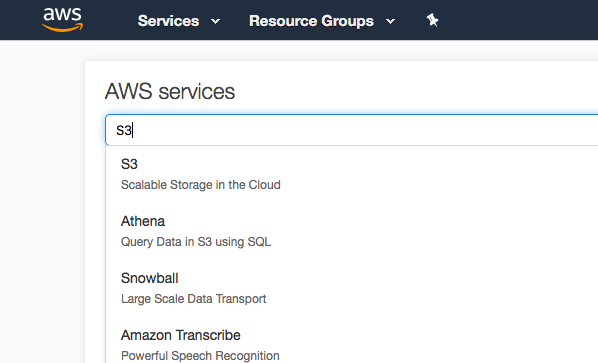 aws
Services Resource Groups
AWS services
S3
S3
Scalable Storage in the Cloud
Athena
Query Data in S3 using SQL
Snowball
Large Scale Data Transport
Amazon Transcribe
Powerful Speech Recognition